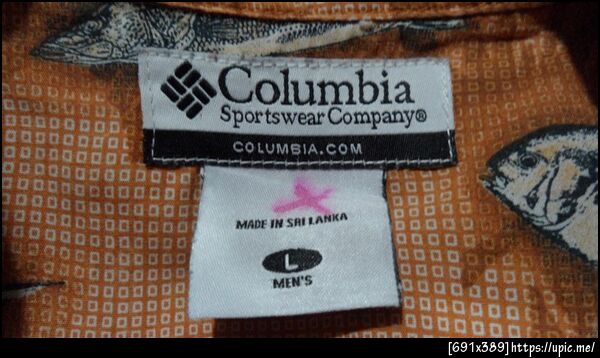 Columbia
Sportswear Company®
COLUMBIA.COM
MADE IN SRI LANKA
L
MEN'S
[691x389]https://upic.me/